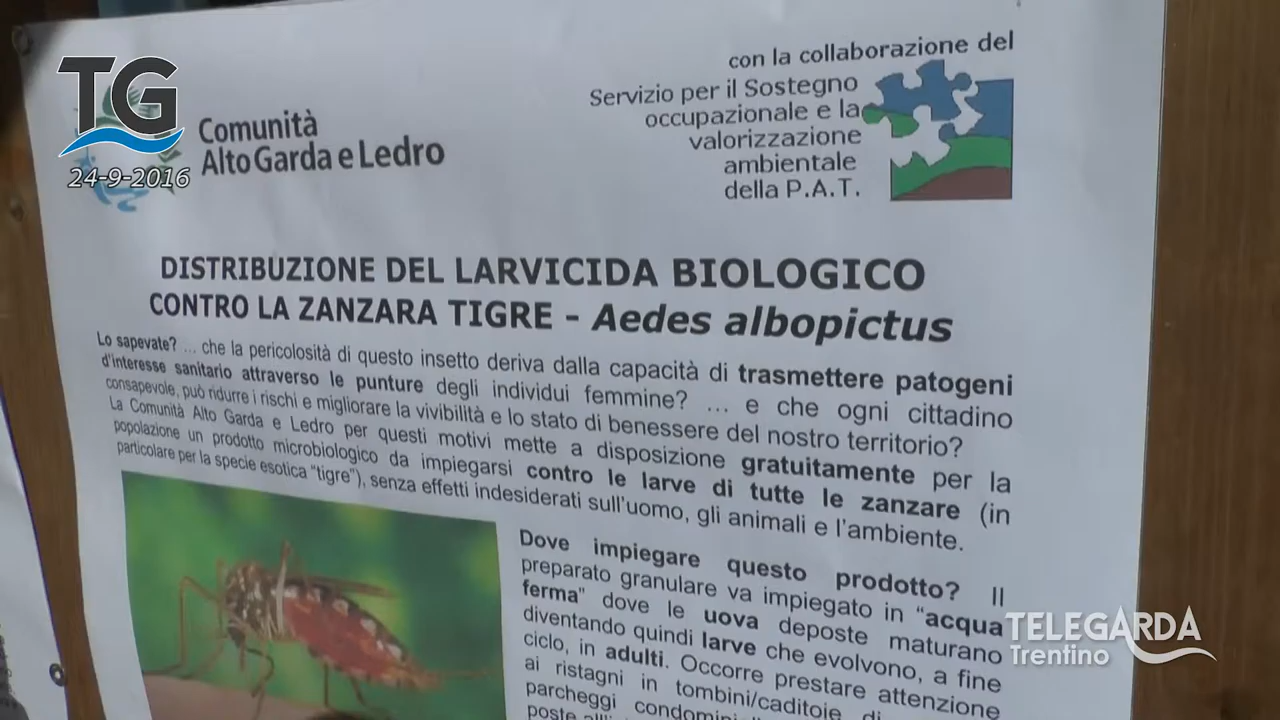 TG
24-9-2016
Comunità
Alto Garda e Ledro
con la collaborazione del
Servizio per il Sostegno
occupazionale e la
valorizzazione
ambientale
della P.A.T.
DISTRIBUZIONE DEL LARVICIDA BIOLOGICO
CONTRO LA ZANZARA TIGRE - Aedes albopictus
Lo sapevate? ... che la pericolosità di questo insetto deriva dalla capacità di trasmettere patogeni
d'interesse sanitario attraverso le punture degli individui femmine? ... e che ogni cittadino
consapevole, può ridurre i rischi e migliorare la vivibilità e lo stato di benessere del nostro territorio?
La Comunità Alto Garda e Ledro per questi motivi mette a disposizione gratuitamente per la
popolazione un prodotto microbiologico da impiegarsi contro le larve di tutte le zanzare (in
particolare per la specie esotica "tigre"), senza effetti indesiderati sull'uomo, gli animali e l'ambiente.
Dove impiegare questo prodotto? Il
preparato granulare va impiegato in "acqua
ferma" dove le uova deposte maturano
diventando quindi larve che evolvono, a fine
ciclo, in adulti. Occorre prestare attenzione
ai ristagni in tombini/caditoie di
parcheggi
poste
TELEGARDA
Trentino